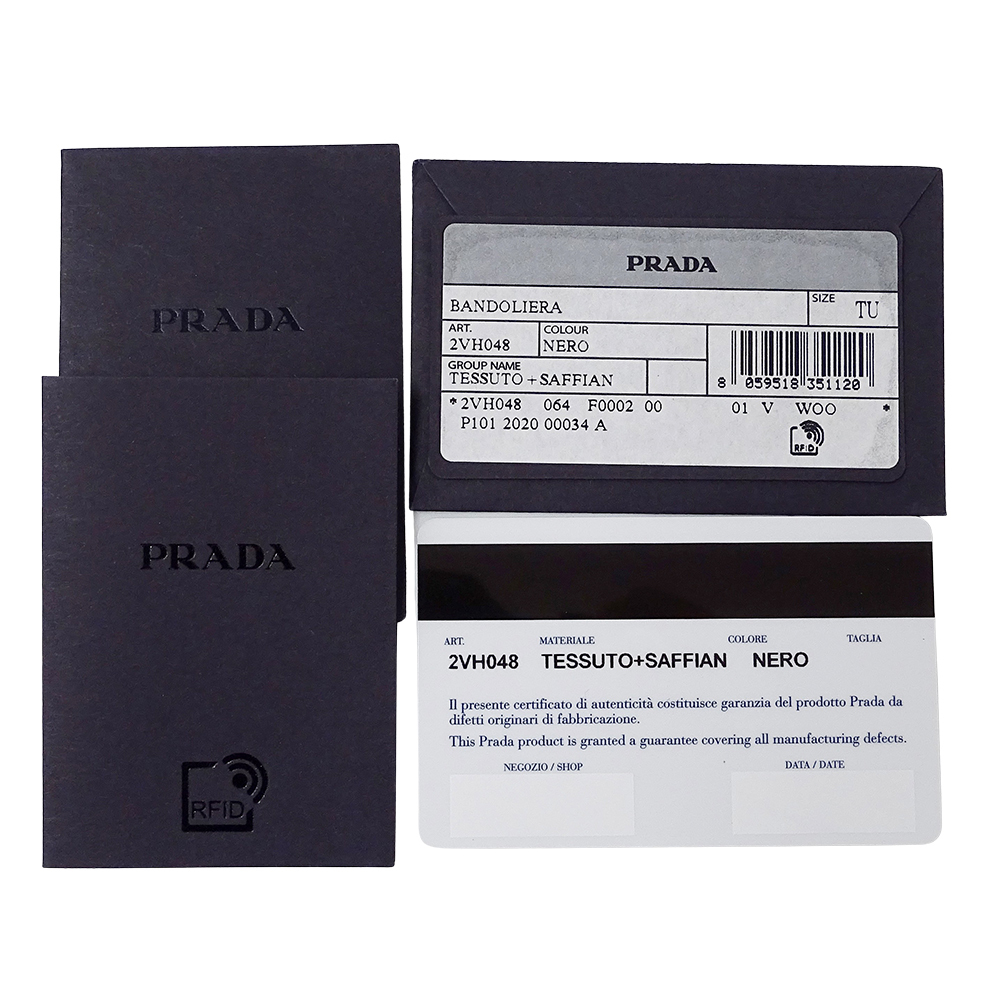 PRADA
PRADA
RFID
PRADA
BANDOLIERA
SIZE TU
ART.
2VH048
COLOUR
NERO
GROUP NAME
TESSUTO + SAFFIAN
8 059518 351120
* 2VH048 064 F0002 00 01 V WOO *
P101 2020 00034 A
RFID
ART. MATERIALE COLORE TAGLIA
2VH048 TESSUTO+SAFFIAN NERO
Il presente certificato di autenticità costituisce garanzia del prodotto Prada da
difetti originari di fabbricazione.
This Prada product is granted a guarantee covering all manufacturing defects.
NEGOZIO / SHOP DATA / DATE